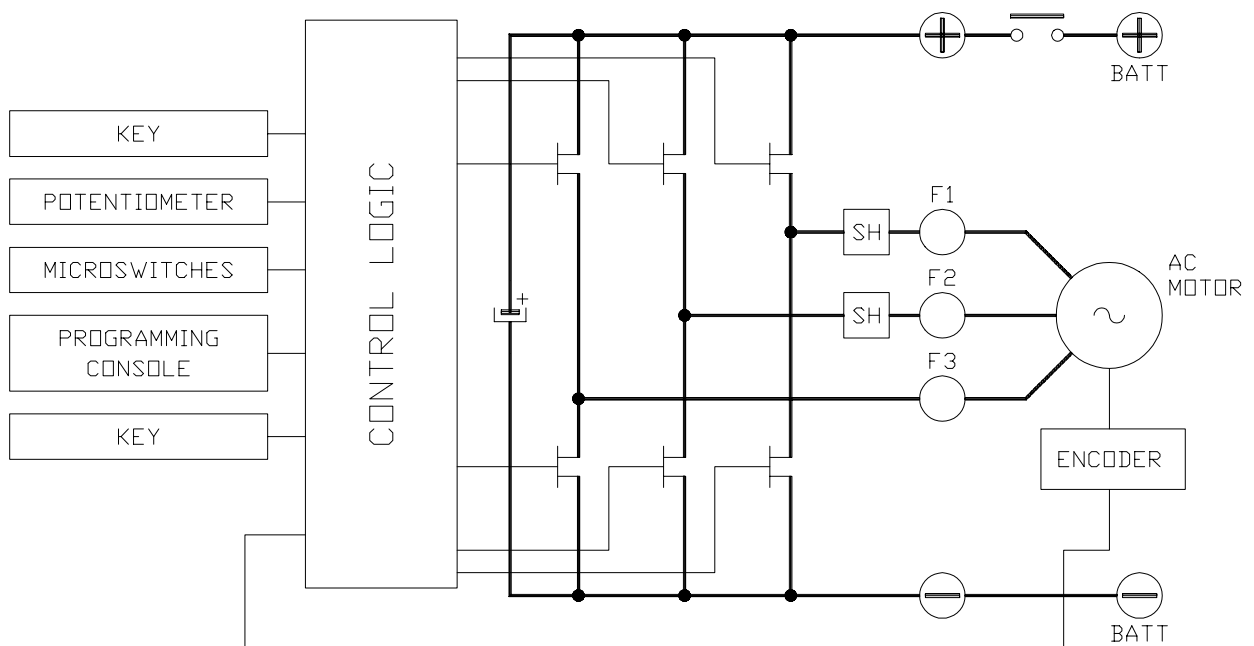 KEY
POTENTIOMETER
MICROSWITCHES
PROGRAMMING
CONSOLE
KEY
CONTROL LOGIC
+
BATT
SH
F1
SH
F2
F3
AC
MOTOR
ENCODER
BATT